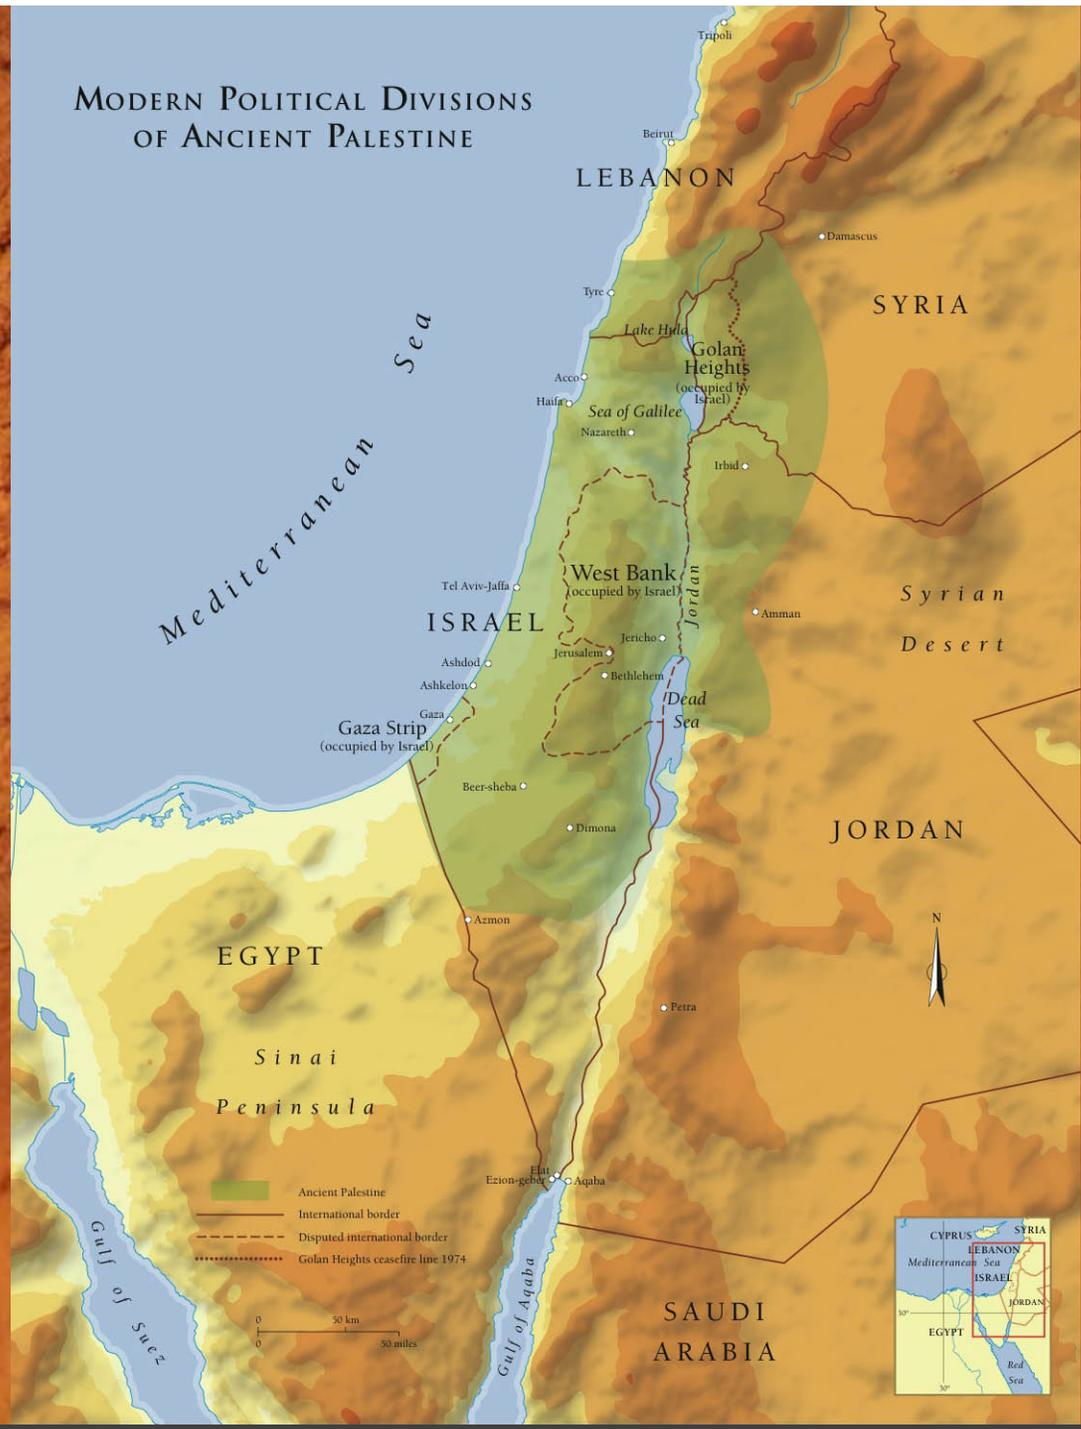 MODERN POLITICAL DIVISIONS
OF ANCIENT PALESTINE
Tripoli
Beirut
LEBANON
Damascus
SYRIA
Tyre
Lake Hula
Golan
Heights
(occupied by
Israel)
Acco
Haifa
Sea of Galilee
Nazareth
Irbid
Mediterranean Sea
West Bank
(occupied by Israel)
Jordan
Tel Aviv-Jaffa
ISRAEL
Amman
Syrian
Desert
Jericho
Jerusalem
Bethlehem
Ashdod
Ashkelon
Gaza
Gaza Strip
(occupied by Israel)
Dead
Sea
Beer-sheba
Dimona
JORDAN
Azmon
EGYPT
N
Petra
Sinai
Peninsula
Elat
Ezion-geber
Aqaba
Ancient Palestine
International border
Disputed international border
Golan Heights ceasefire line 1974
0 50 km
0 50 miles
Gulf of Suez
Gulf of Aqaba
SAUDI
ARABIA
CYPRUS
SYRIA
LEBANON
Mediterranean Sea
ISRAEL
JORDAN
30°
EGYPT
Red
Sea
30°